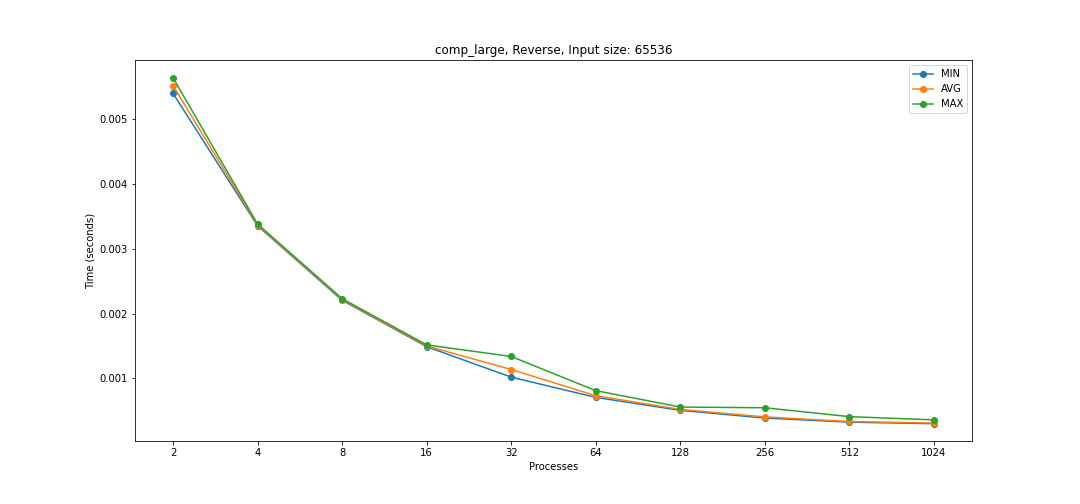 comp_large, Reverse, Input size: 65536
MIN
AVG
MAX
Time (seconds)
0.005
0.004
0.003
0.002
0.001
2 4 8 16 32 64 128 256 512 1024
Processes